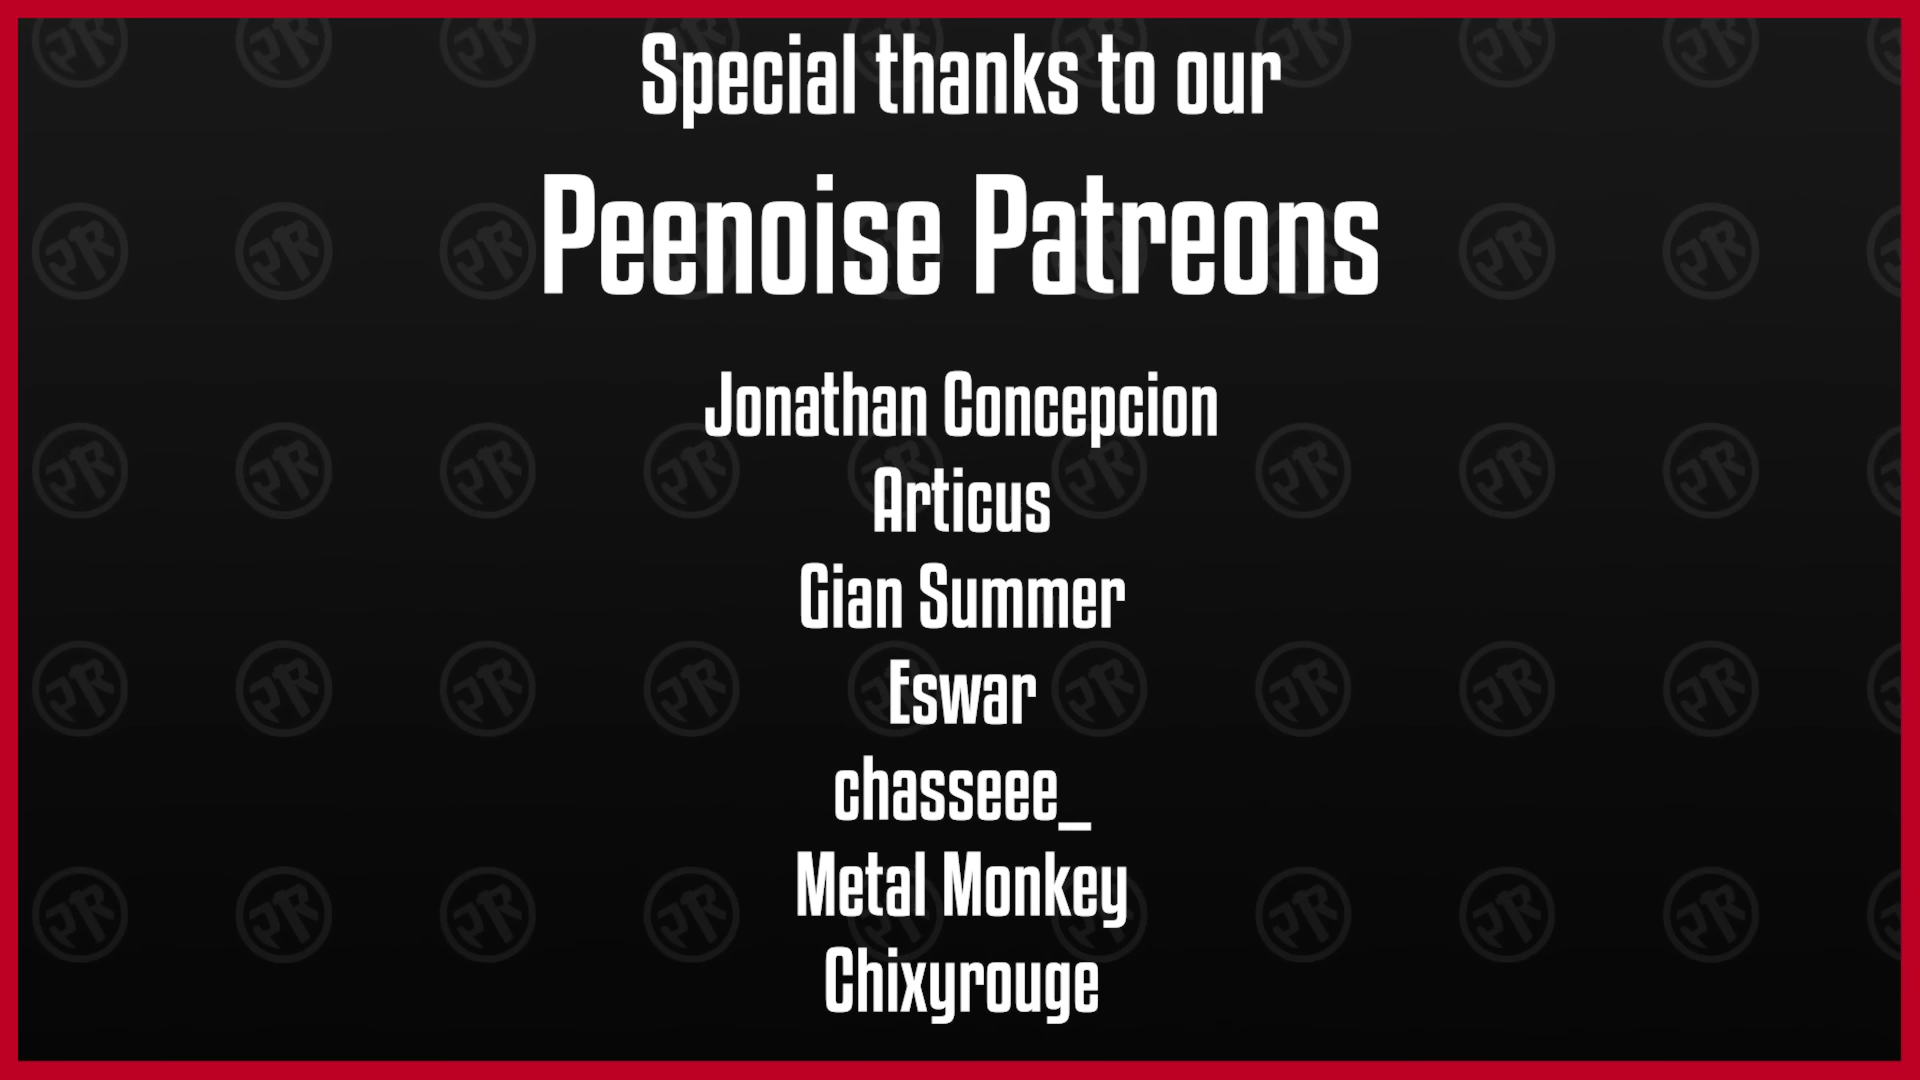 Special thanks to our
Peenoise Patreons
Jonathan Concepcion
Articus
Gian Summer
Eswar
chasseee_
Metal Monkey
Chixyrouge